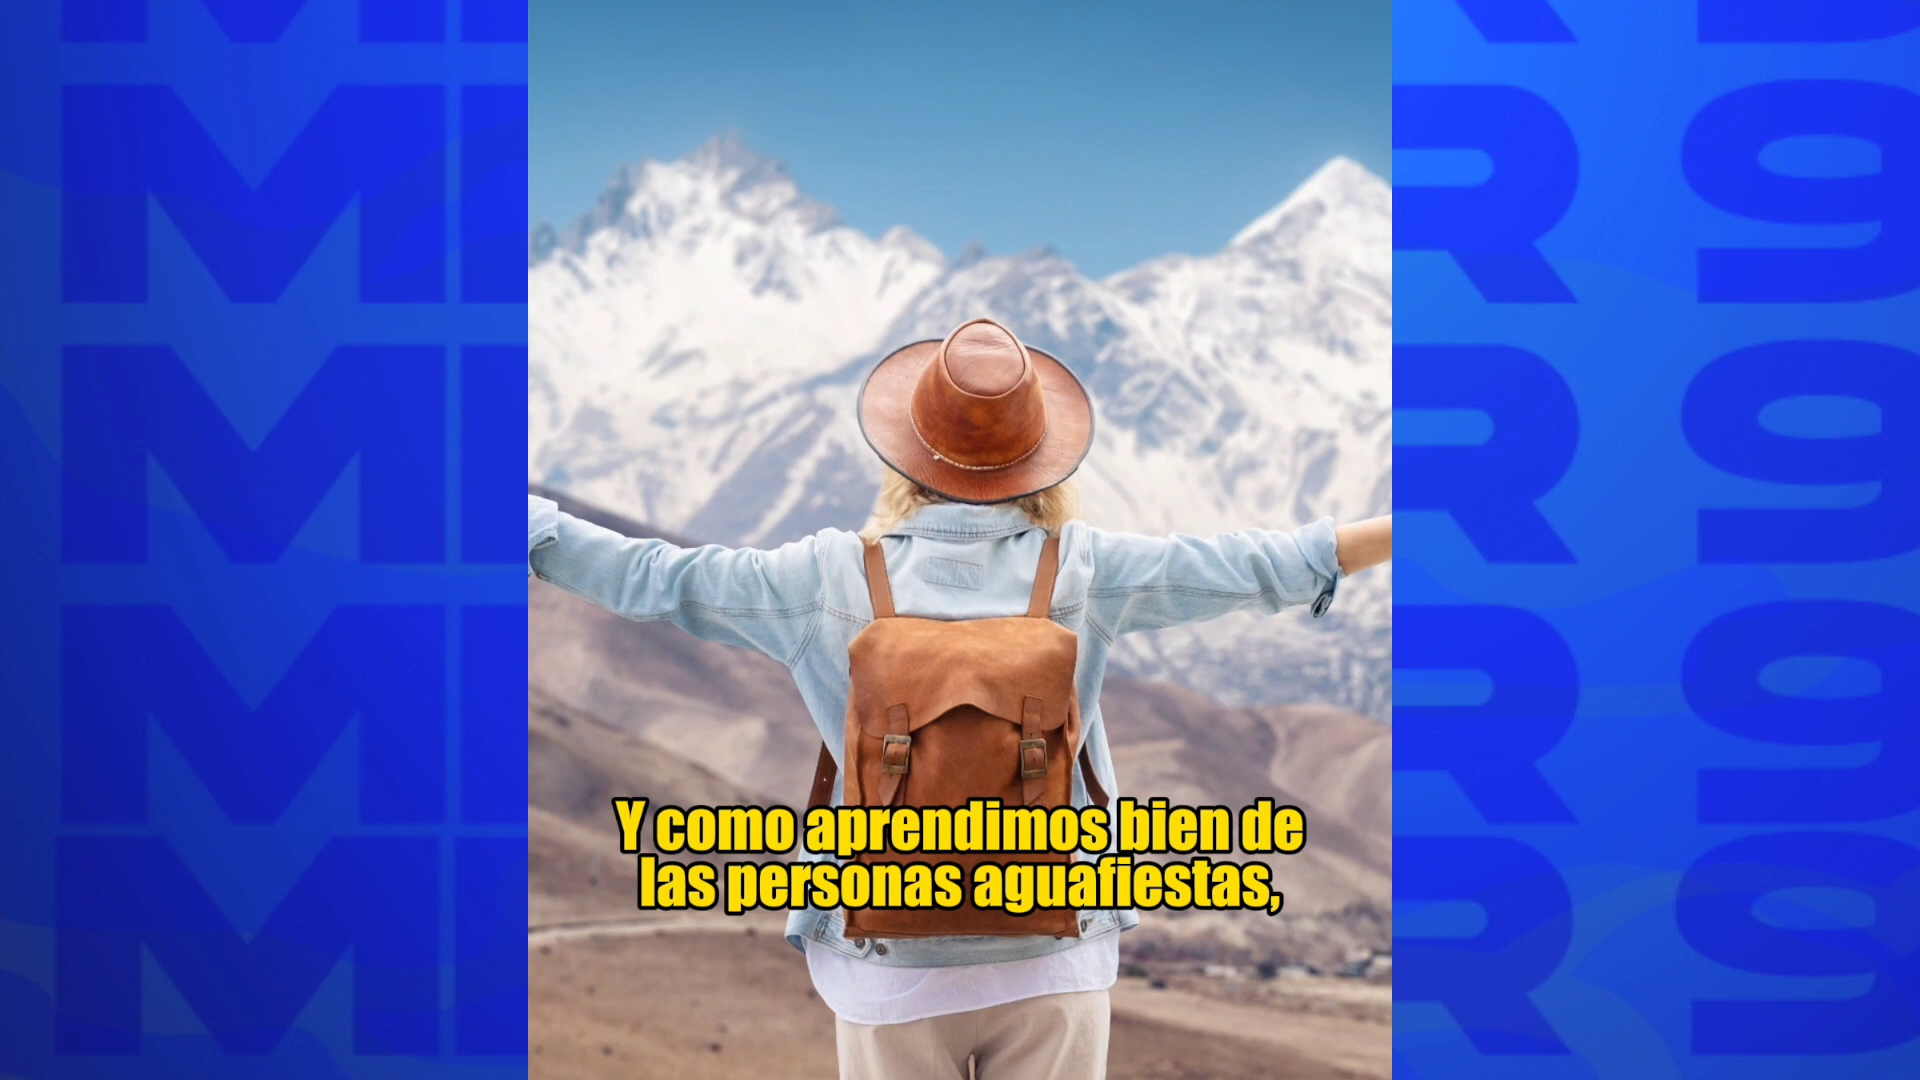 Y como aprendimos bien de
las personas aguafiestas,